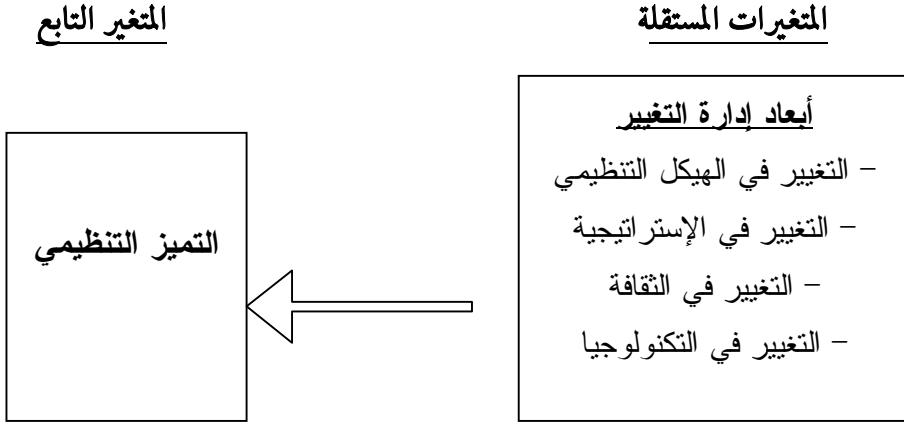 المتغيرات المستقلة
المتغير التابع
أبعاد إدارة التغيير
– التغيير في الهيكل التنظيمي
– التغيير في الإستراتيجية
– التغيير في الثقافة
– التغيير في التكنولوجيا
التميز التنظيمي